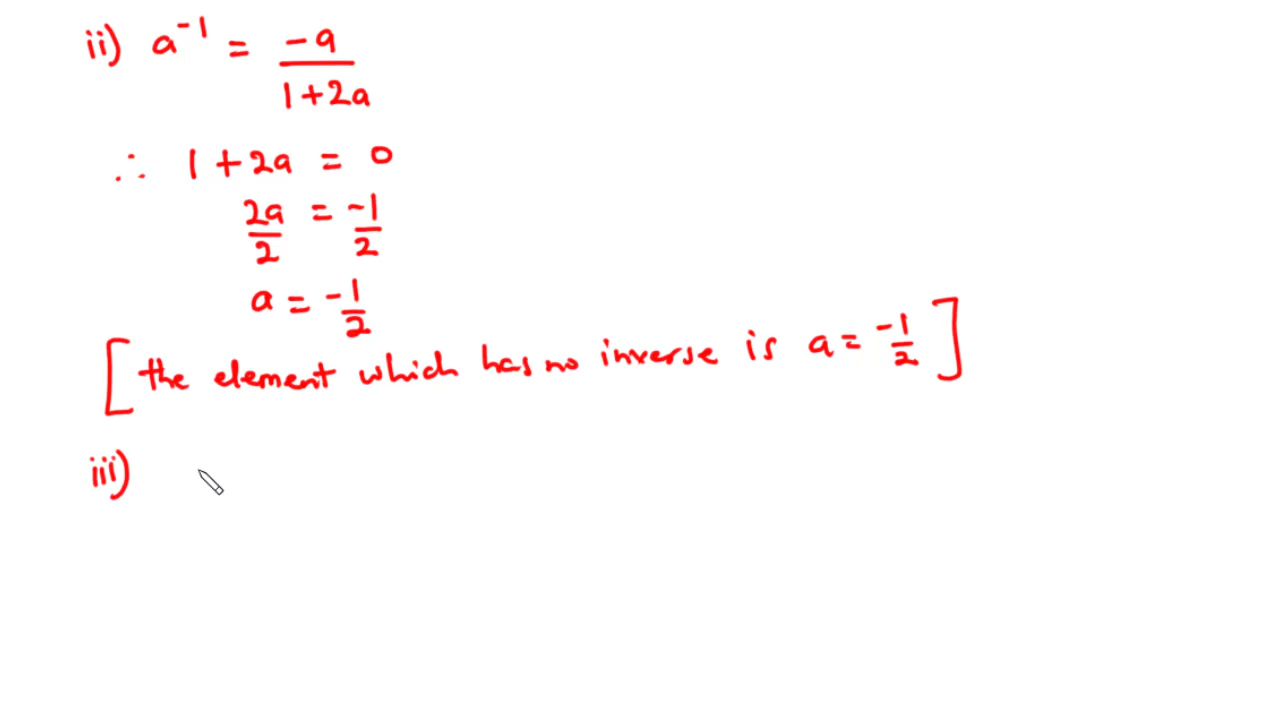 ii) a⁻¹ = -a/(1+2a)
∴ 1 + 2a = 0
2a/2 = -1/2
a = -1/2
[the element which has no inverse is a = -1/2]
iii)